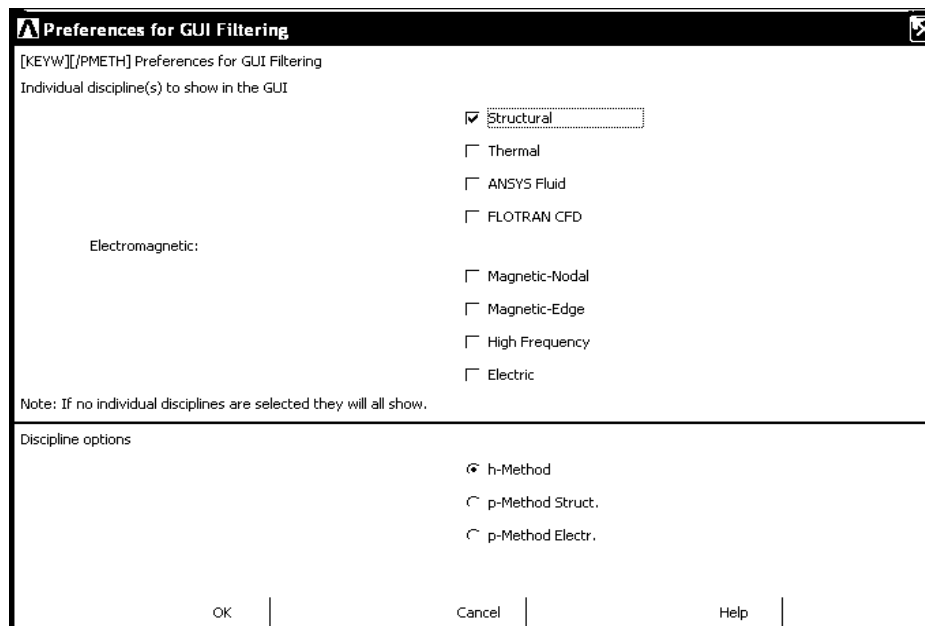 Preferences for GUI Filtering
[KEYW][/PMETH] Preferences for GUI Filtering
Individual discipline(s) to show in the GUI
Structural
Thermal
ANSYS Fluid
FLOTRAN CFD
Electromagnetic:
Magnetic-Nodal
Magnetic-Edge
High Frequency
Electric
Note: If no individual disciplines are selected they will all show.
Discipline options
h-Method
p-Method Struct.
p-Method Electr.
OK Cancel Help